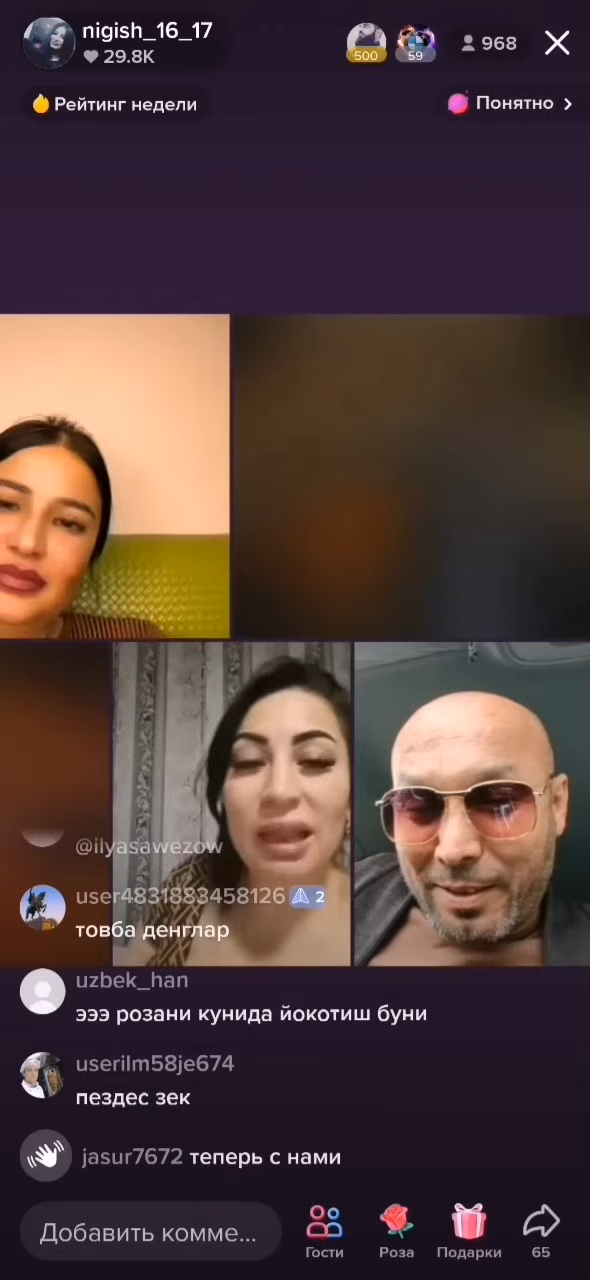 nigish_16_17
29.8K
500
59
968
Рейтинг недели
Понятно
@ilyasawezow
user4831883458126 2
товба денглар
uzbek_han
эээ розани кунида йокотиш буни
userilm58je674
пездес зек
jasur7672 теперь с нами
Добавить комме...
Гости
Роза
Подарки
65